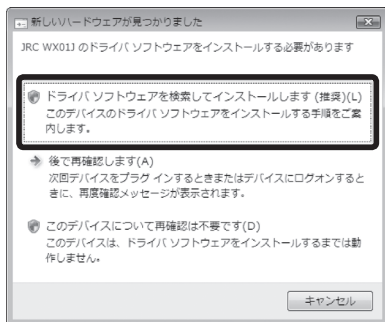 新しいハードウェアが見つかりました
JRC WX01J のドライバ ソフトウェアをインストールする必要があります
ドライバ ソフトウェアを検索してインストールします (推奨)(L)
このデバイスのドライバ ソフトウェアをインストールする手順をご案
内します。
後で再確認します(A)
次回デバイスをプラグ インするときまたはデバイスにログオンすると
きに、再度確認メッセージが表示されます。
このデバイスについて再確認は不要です(D)
このデバイスは、ドライバ ソフトウェアをインストールするまでは動
作しません。
キャンセル